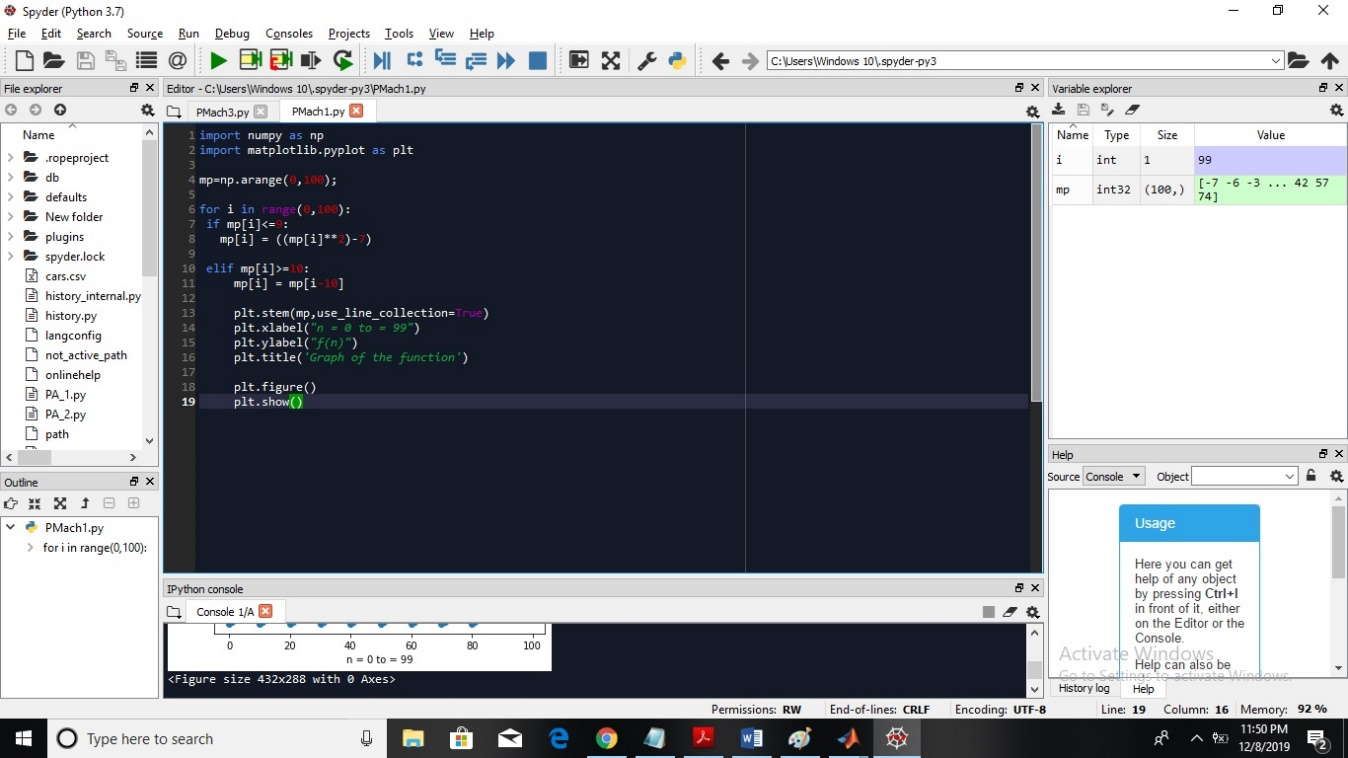 Spyder (Python 3.7)
File Edit Search Source Run Debug Consoles Projects Tools View Help
C:\Users\Windows 10\.spyder-py3
File explorer
Name
.ropeproject
db
defaults
New folder
plugins
spyder.lock
cars.csv
history_internal.py
history.py
langconfig
not_active_path
onlinehelp
PA_1.py
PA_2.py
path
Outline
PMach1.py
for i in range(0,100):
Editor - C:\Users\Windows 10\.spyder-py3\PMach1.py
PMach3.py PMach1.py
1 import numpy as np
2 import matplotlib.pyplot as plt
3
4 mp=np.arange(0,100);
5
6 for i in range(0,100):
7 if mp[i]<=9:
8 mp[i] = ((mp[i]**2)-7)
9
10 elif mp[i]>=10:
11 mp[i] = mp[i-10]
12
13 plt.stem(mp,use_line_collection=True)
14 plt.xlabel("n = 0 to = 99")
15 plt.ylabel("f(n)")
16 plt.title('Graph of the function')
17
18 plt.figure()
19 plt.show()
IPython console
Console 1/A
0 20 40 60 80 100
n = 0 to = 99
<Figure size 432x288 with 0 Axes>
Variable explorer
Name Type Size Value
i int 1 99
mp int32 (100,) [-7 -6 -3 ... 42 57
74]
Help
Source Console Object
Usage
Here you can get
help of any object
by pressing Ctrl+I
in front of it, either
on the Editor or the
Console.
Help can also be
Activate Windows
Go to Settings to activate Windows.
History log Help
Permissions: RW End-of-lines: CRLF Encoding: UTF-8 Line: 19 Column: 16 Memory: 92 %
Type here to search
11:50 PM
12/8/2019
2